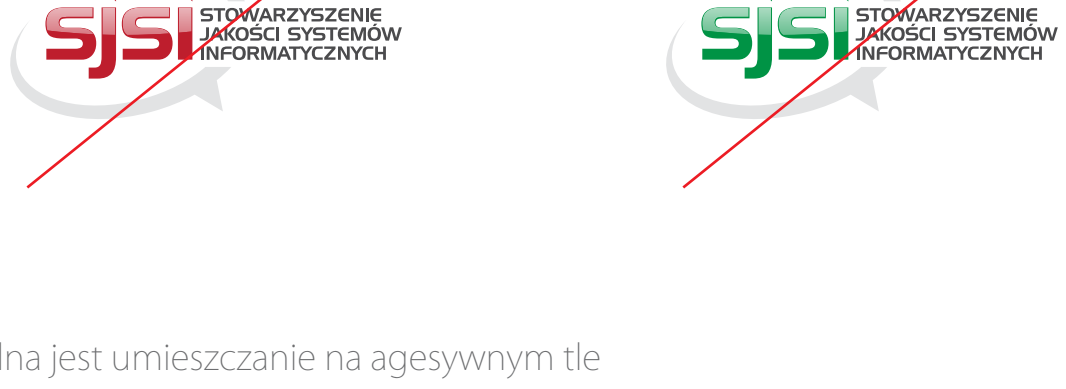 SJSI STOWARZYSZENIE
JAKOŚCI SYSTEMÓW
INFORMATYCZNYCH
SJSI STOWARZYSZENIE
JAKOŚCI SYSTEMÓW
INFORMATYCZNYCH
lna jest umieszczanie na agesywnym tle